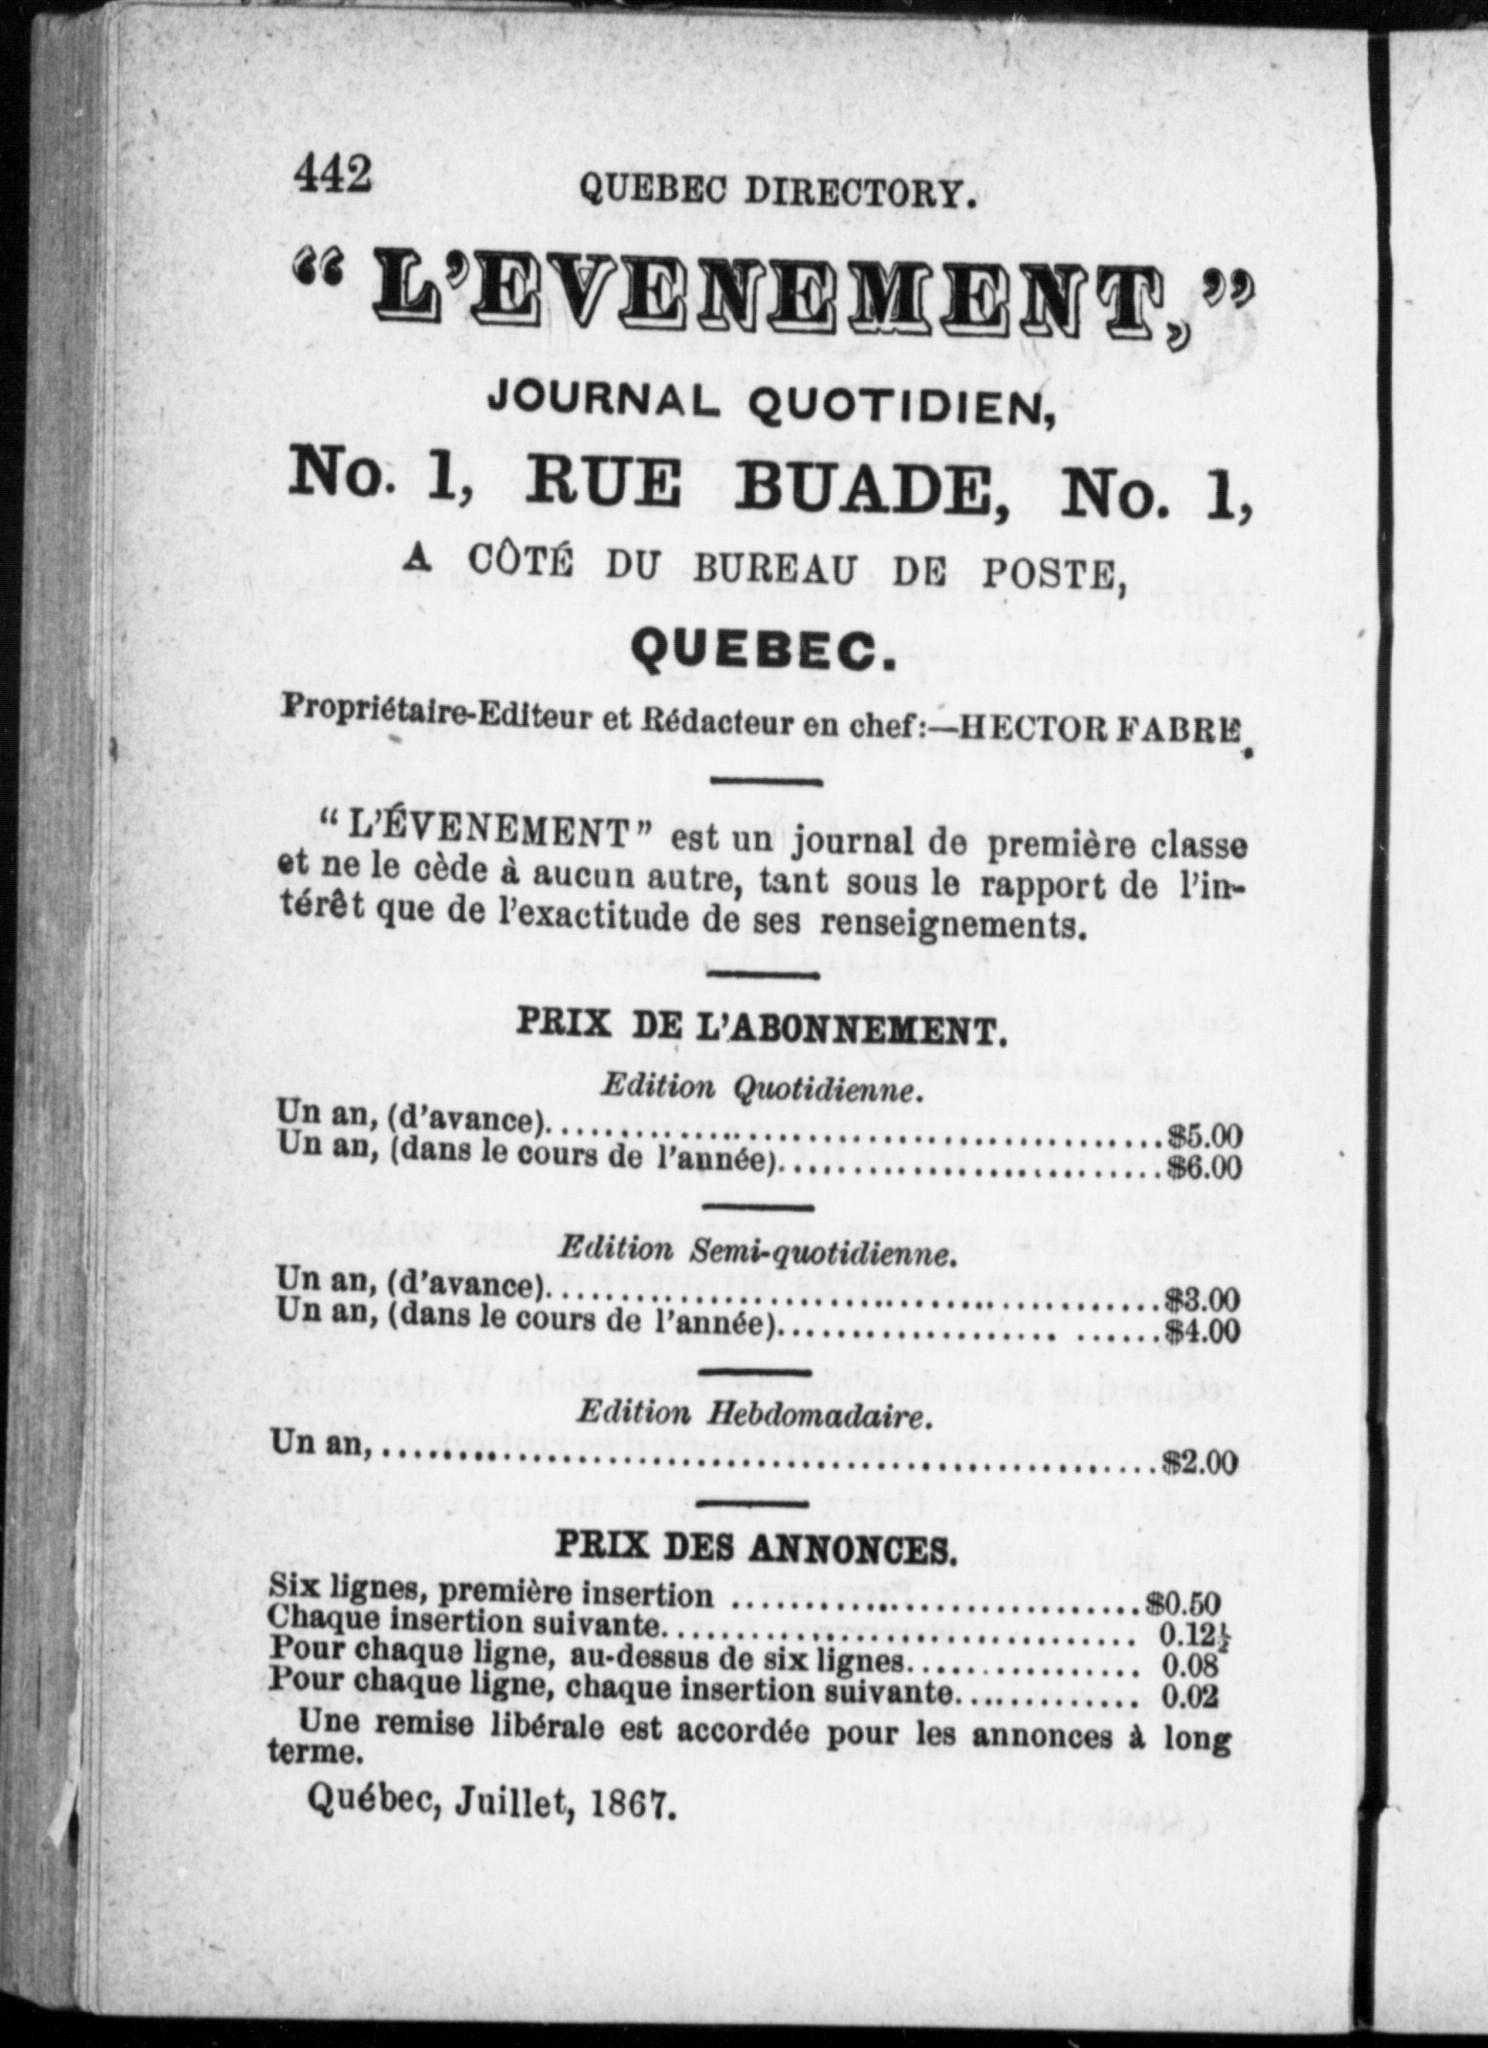 442
QUEBEC DIRECTORY.
“L’EVENEMENT,”
JOURNAL QUOTIDIEN,
No. 1, RUE BUADE, No. 1,
A CÔTÉ DU BUREAU DE POSTE,
QUEBEC.
Propriétaire-Editeur et Rédacteur en chef:—HECTOR FABRE.
“L’ÉVENEMENT” est un journal de première classe
et ne le cède à aucun autre, tant sous le rapport de l’in-
térêt que de l’exactitude de ses renseignements.
PRIX DE L’ABONNEMENT.
Edition Quotidienne.
Un an, (d’avance)..................................................$5.00
Un an, (dans le cours de l’année)...............................$6.00
Edition Semi-quotidienne.
Un an, (d’avance)..................................................$3.00
Un an, (dans le cours de l’année)...................... ......$4.00
Edition Hebdomadaire.
Un an,................................................................$2.00
PRIX DES ANNONCES.
Six lignes, première insertion .................................$0.50
Chaque insertion suivante...................................... 0.12½
Pour chaque ligne, au-dessus de six lignes................... 0.08
Pour chaque ligne, chaque insertion suivante............... 0.02
Une remise libérale est accordée pour les annonces à long
terme.
Québec, Juillet, 1867.